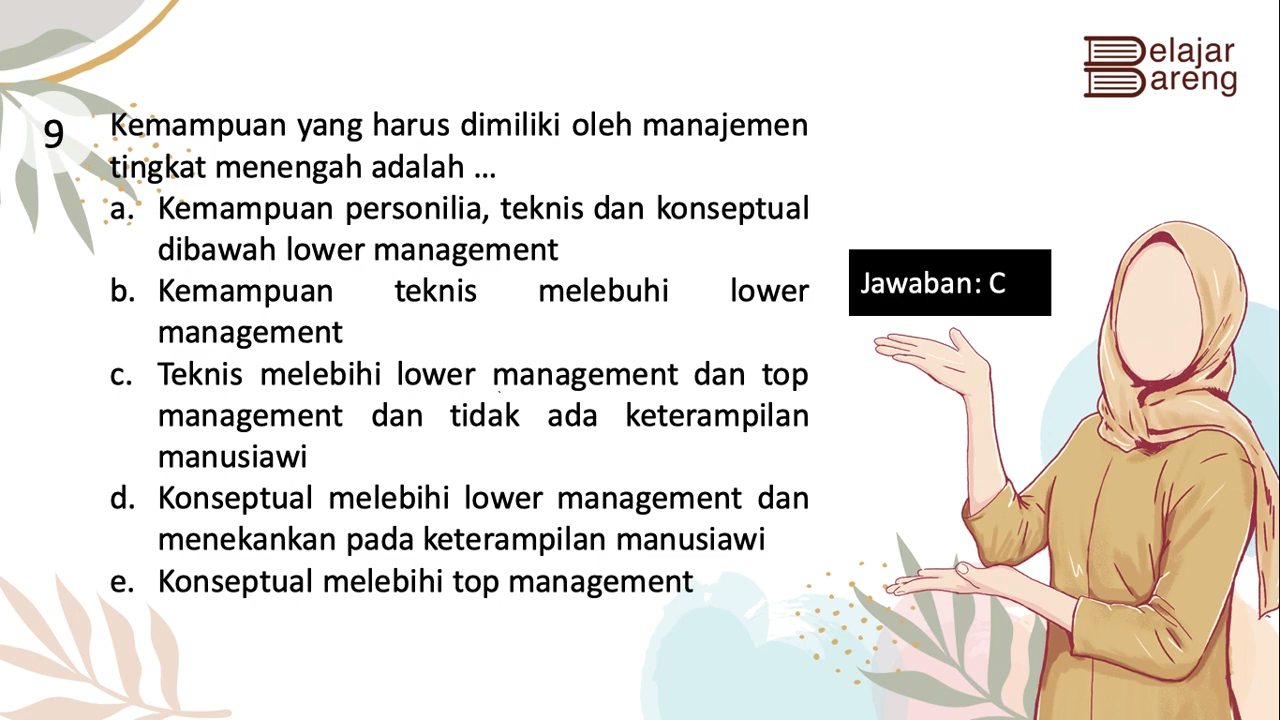 Belajar
Bareng
9 Kemampuan yang harus dimiliki oleh manajemen
tingkat menengah adalah ...
a. Kemampuan personilia, teknis dan konseptual
dibawah lower management
b. Kemampuan teknis melebuhi lower
management
c. Teknis melebihi lower management dan top
management dan tidak ada keterampilan
manusiawi
d. Konseptual melebihi lower management dan
menekankan pada keterampilan manusiawi
e. Konseptual melebihi top management
Jawaban: C